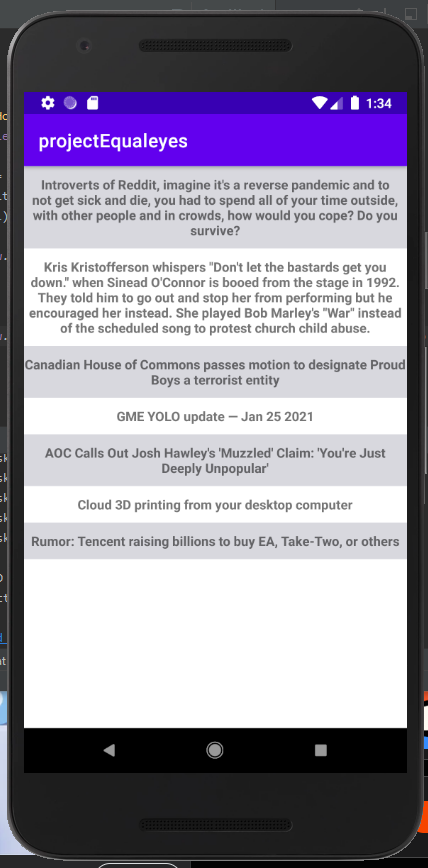 1:34
projectEqualeyes
Introverts of Reddit, imagine it's a reverse pandemic and to
not get sick and die, you had to spend all of your time outside,
with other people and in crowds, how would you cope? Do you
survive?
Kris Kristofferson whispers "Don't let the bastards get you
down." when Sinead O'Connor is booed from the stage in 1992.
They told him to go out and stop her from performing but he
encouraged her instead. She played Bob Marley's "War" instead
of the scheduled song to protest church child abuse.
Canadian House of Commons passes motion to designate Proud
Boys a terrorist entity
GME YOLO update — Jan 25 2021
AOC Calls Out Josh Hawley's 'Muzzled' Claim: 'You're Just
Deeply Unpopular'
Cloud 3D printing from your desktop computer
Rumor: Tencent raising billions to buy EA, Take-Two, or others